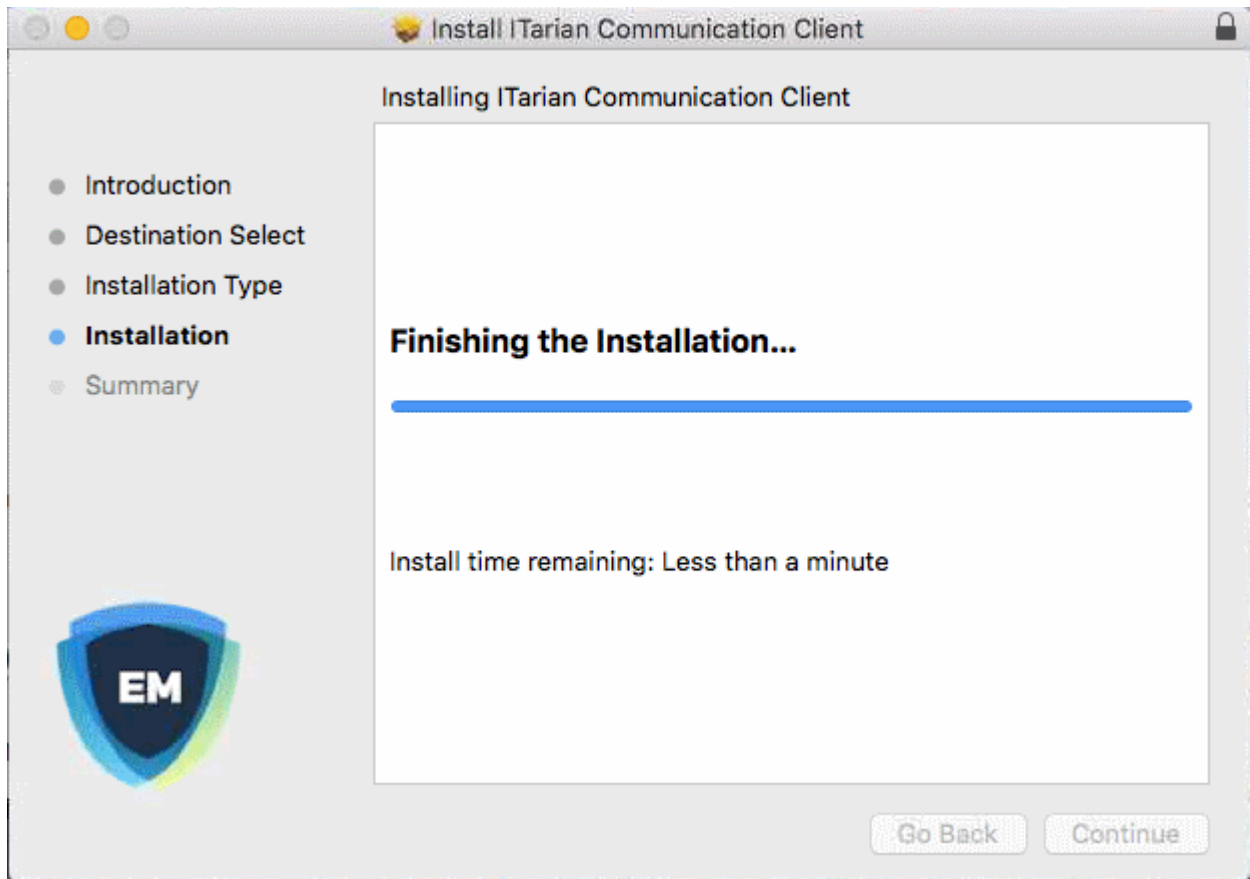 Install ITarian Communication Client
Installing ITarian Communication Client
Introduction
Destination Select
Installation Type
Installation
Summary
Finishing the Installation...
Install time remaining: Less than a minute
EM
Go Back
Continue